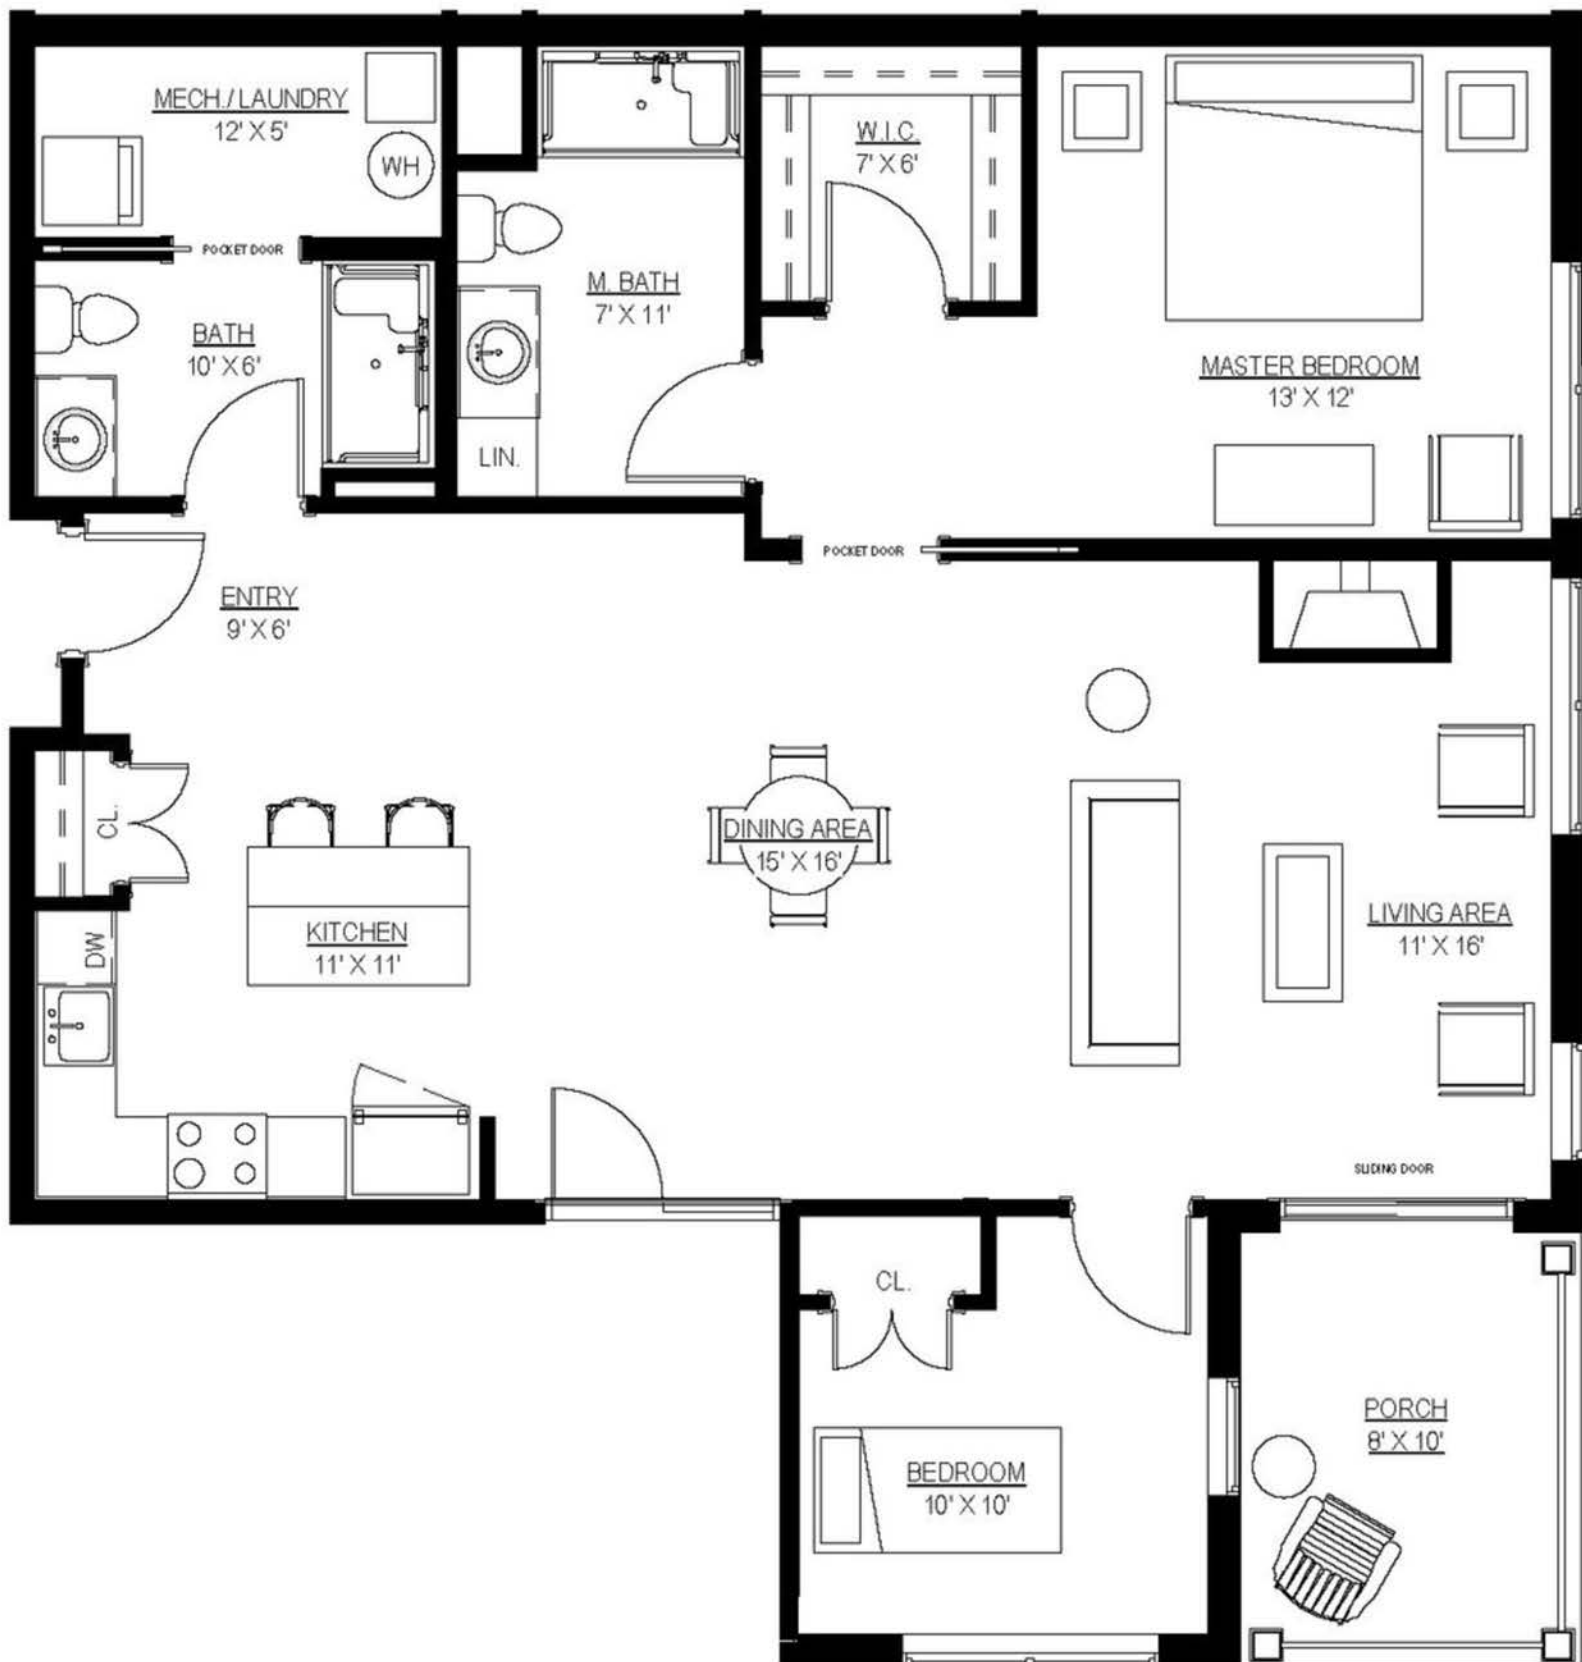 MECH./ LAUNDRY
12' X 5'
WH
POCKET DOOR
BATH
10' X 6'
M. BATH
7' X 11'
LIN.
W.I.C.
7' X 6'
MASTER BEDROOM
13' X 12'
POCKET DOOR
ENTRY
9' X 6'
CL.
DINING AREA
15' X 16'
KITCHEN
11' X 11'
DW
LIVING AREA
11' X 16'
SLIDING DOOR
CL.
BEDROOM
10' X 10'
PORCH
8' X 10'